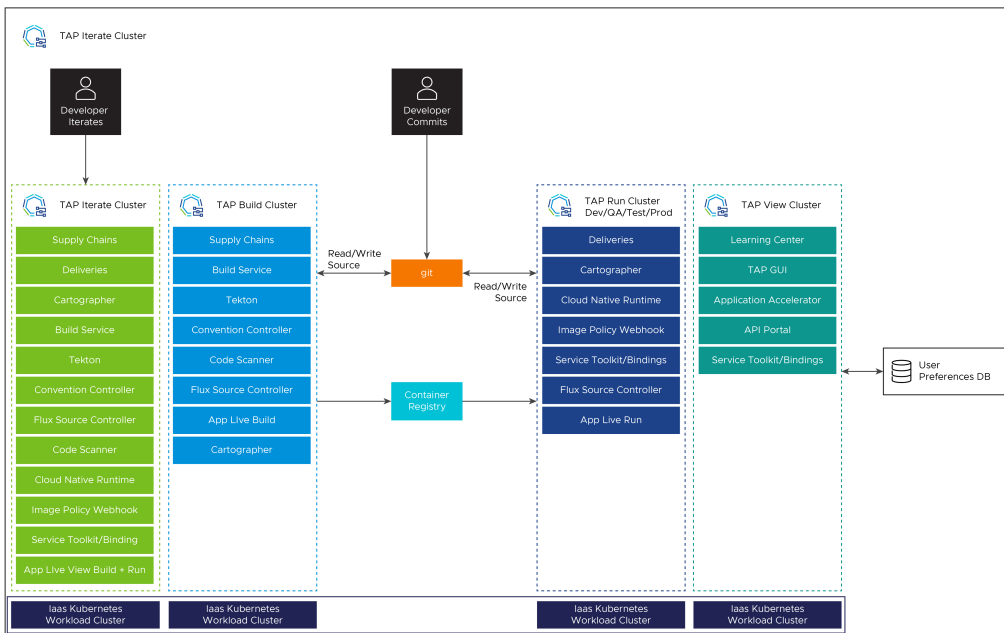 TAP Iterate Cluster
Developer
Iterates
Developer
Commits
TAP Iterate Cluster
Supply Chains
Deliveries
Cartographer
Build Service
Tekton
Convention Controller
Flux Source Controller
Code Scanner
Cloud Native Runtime
Image Policy Webhook
Service Toolkit/Binding
App LIve View Build + Run
TAP Build Cluster
Supply Chains
Build Service
Tekton
Convention Controller
Code Scanner
Flux Source Controller
App LIve Build
Cartographer
Read/Write
Source
git
Read/Write
Source
Container
Registry
TAP Run Cluster
Dev/QA/Test/Prod
Deliveries
Cartographer
Cloud Native Runtime
Image Policy Webhook
Service Toolkit/Bindings
Flux Source Controller
App Live Run
TAP View Cluster
Learning Center
TAP GUI
Application Accelerator
API Portal
Service Toolkit/Bindings
User
Preferences DB
Iaas Kubernetes
Workload Cluster
Iaas Kubernetes
Workload Cluster
Iaas Kubernetes
Workload Cluster
Iaas Kubernetes
Workload Cluster